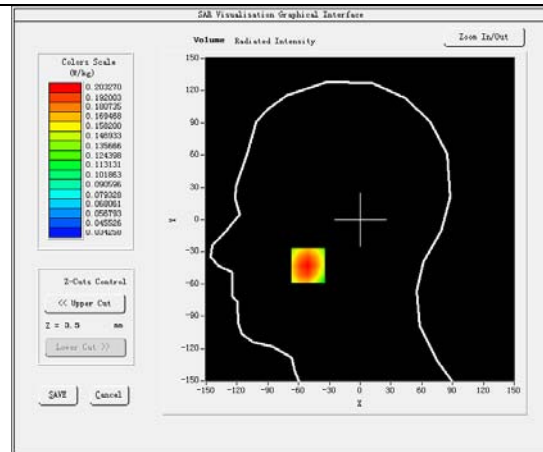 SAR Visualisation Graphical Interface
Volume Radiated Intensity
Zoom In/Out
Colors Scale
(W/kg)
0.203270
0.192003
0.180735
0.169468
0.158200
0.146933
0.135666
0.124398
0.113131
0.101863
0.090596
0.079328
0.068061
0.056793
0.045526
0.034258
Z-Cuts Control
<< Upper Cut
Z = 3.5 mm
Lower Cut >>
SAVE Cancel
150
120
90
60
30
0
-30
-60
-90
-120
-150
Y
-150 -120 -90 -60 -30 0 30 60 90 120 150
X